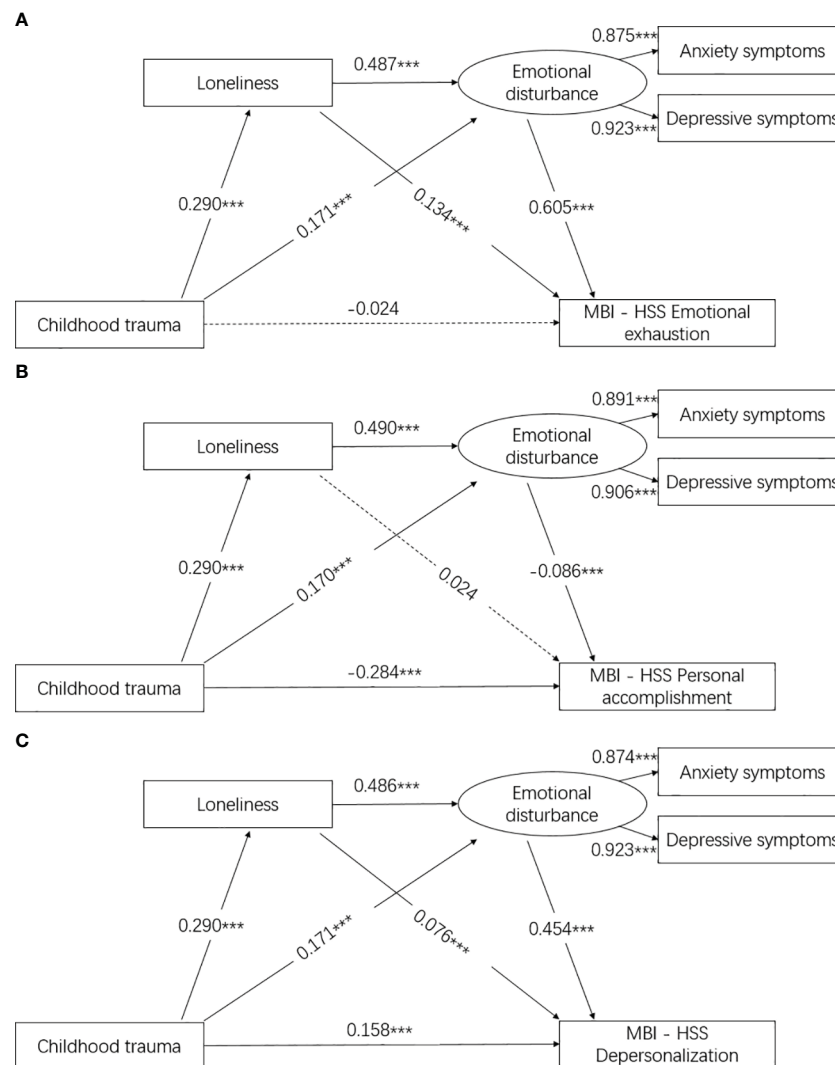 A
0.875***
Anxiety symptoms
0.487***
Emotional
disturbance
Loneliness
Depressive symptoms
0.923***
0.290***
0.171***
0.134***
0.605***
-0.024
Childhood trauma
MBI - HSS Emotional
exhaustion
B
0.891***
Anxiety symptoms
0.490***
Emotional
disturbance
Loneliness
Depressive symptoms
0.906***
0.290***
0.170***
0.024
-0.086***
-0.284***
Childhood trauma
MBI - HSS Personal
accomplishment
C
0.874***
Anxiety symptoms
0.486***
Emotional
disturbance
Loneliness
Depressive symptoms
0.923***
0.290***
0.171***
0.076***
0.454***
0.158***
Childhood trauma
MBI - HSS
Depersonalization